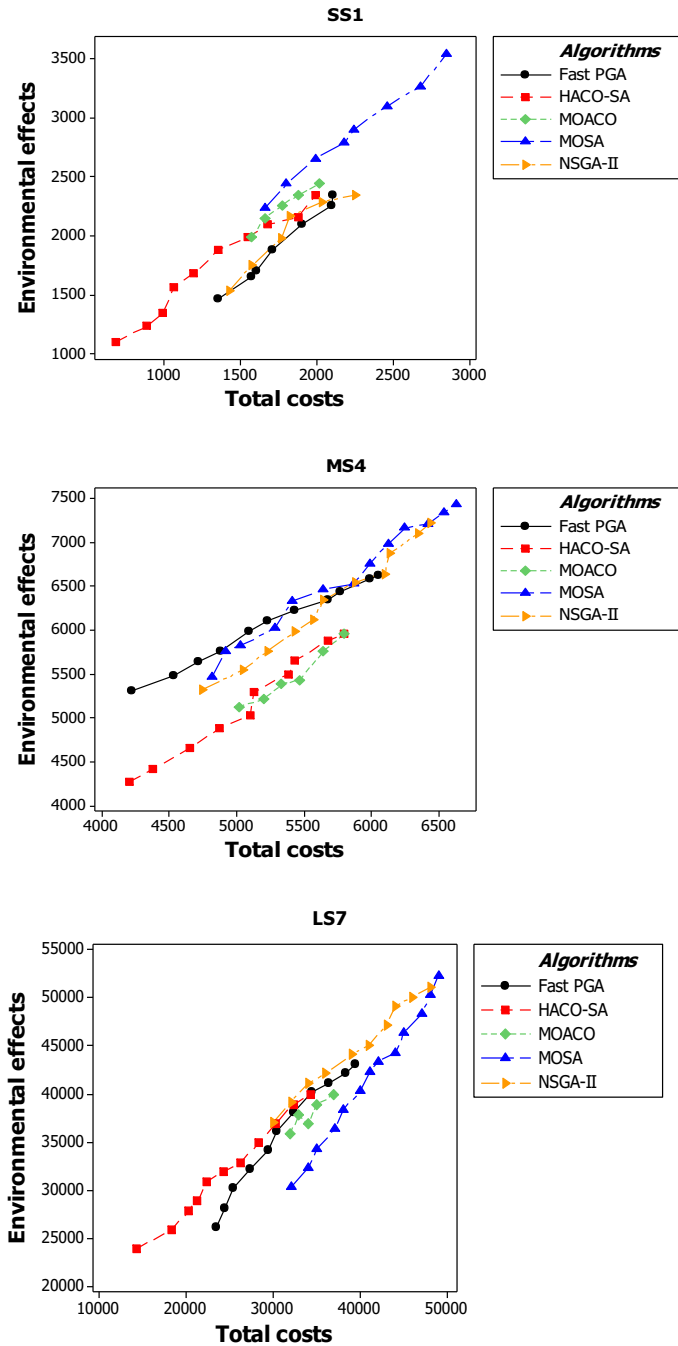 SS1
Environmental effects
3500
3000
2500
2000
1500
1000
1000 1500 2000 2500 3000
Total costs
Algorithms
Fast PGA
HACO-SA
MOACO
MOSA
NSGA-II
MS4
Environmental effects
7500
7000
6500
6000
5500
5000
4500
4000
4000 4500 5000 5500 6000 6500
Total costs
Algorithms
Fast PGA
HACO-SA
MOACO
MOSA
NSGA-II
LS7
Environmental effects
55000
50000
45000
40000
35000
30000
25000
20000
10000 20000 30000 40000 50000
Total costs
Algorithms
Fast PGA
HACO-SA
MOACO
MOSA
NSGA-II